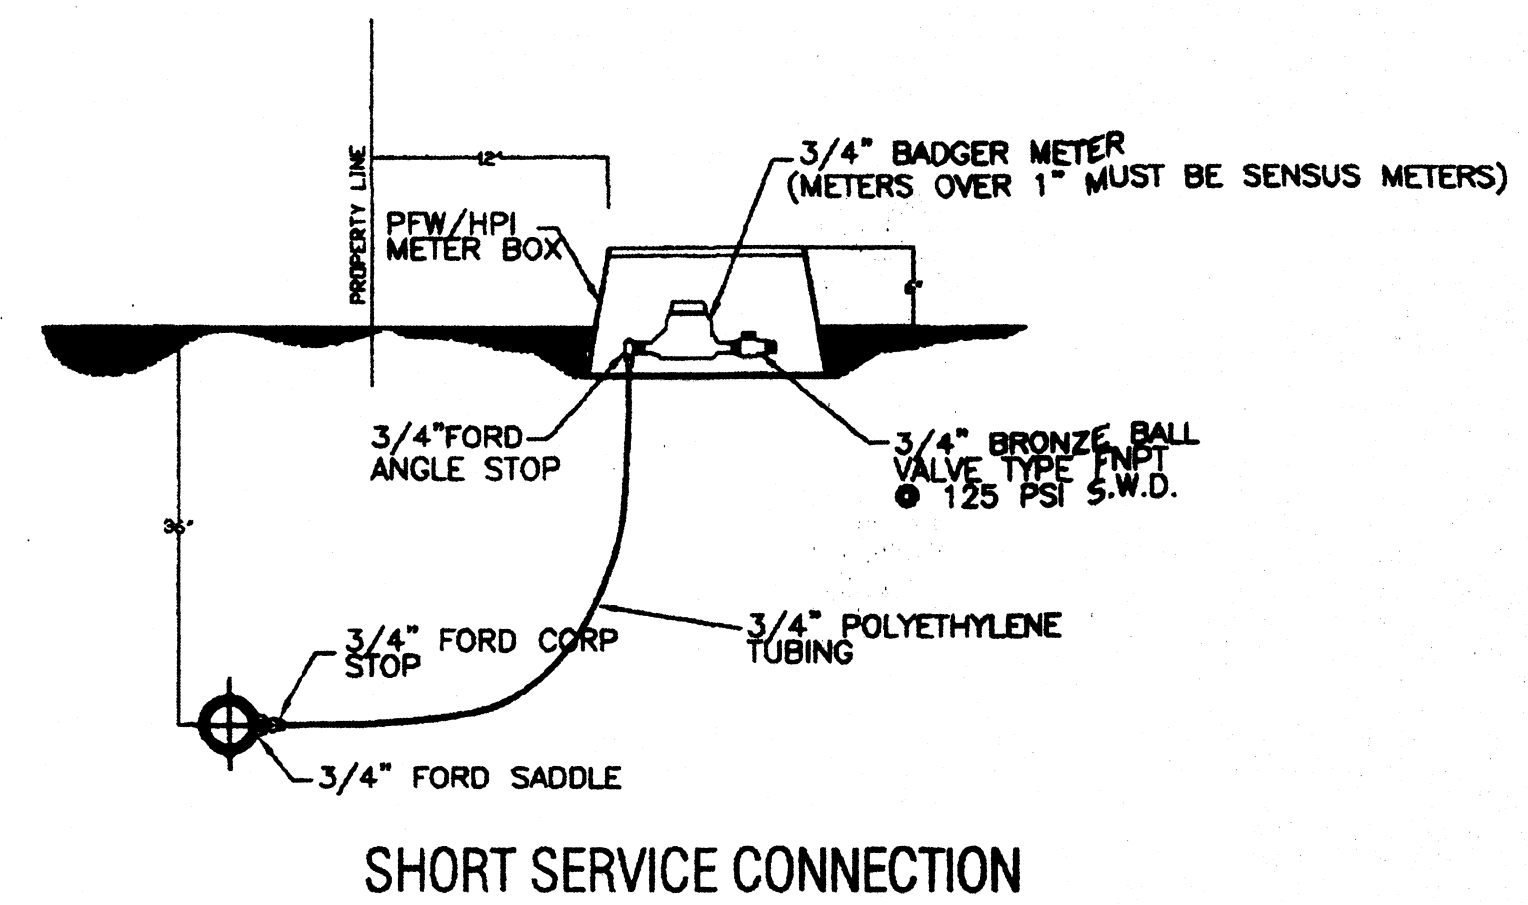 12"
3/4" BADGER METER
(METERS OVER 1" MUST BE SENSUS METERS)
PROPERTY LINE
PFW/HPI
METER BOX
6"
3/4"FORD
ANGLE STOP
3/4" BRONZE BALL
VALVE TYPE FNPT
@ 125 PSI S.W.D.
36"
3/4" POLYETHYLENE
TUBING
3/4" FORD CORP
STOP
3/4" FORD SADDLE
SHORT SERVICE CONNECTION